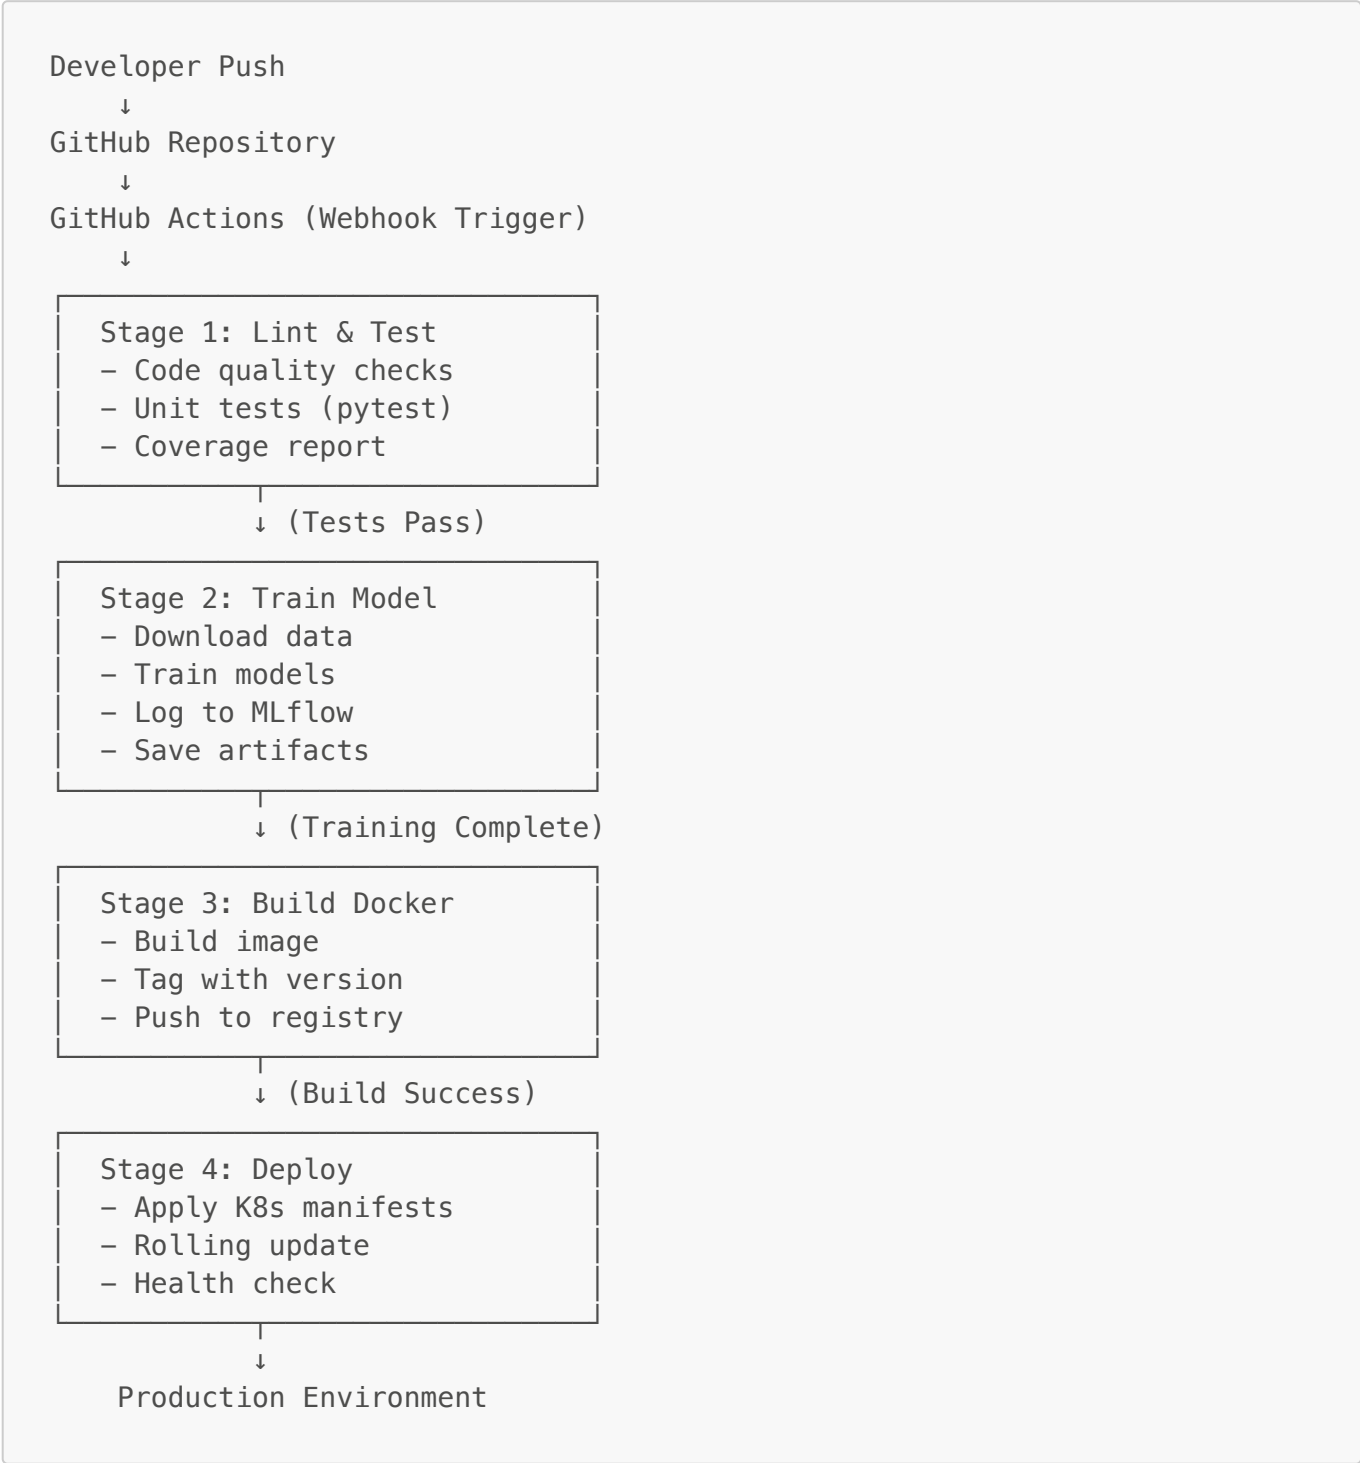 Developer Push
↓
GitHub Repository
↓
GitHub Actions (Webhook Trigger)
↓
Stage 1: Lint & Test
– Code quality checks
– Unit tests (pytest)
– Coverage report
↓ (Tests Pass)
Stage 2: Train Model
– Download data
– Train models
– Log to MLflow
– Save artifacts
↓ (Training Complete)
Stage 3: Build Docker
– Build image
– Tag with version
– Push to registry
↓ (Build Success)
Stage 4: Deploy
– Apply K8s manifests
– Rolling update
– Health check
↓
Production Environment